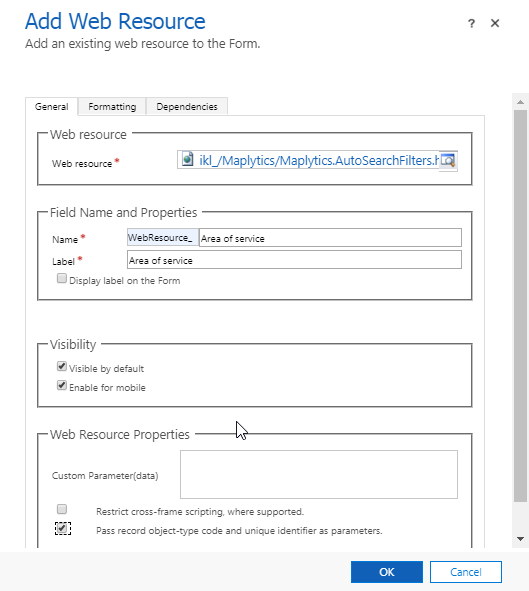 Add Web Resource
? ×
Add an existing web resource to the Form.
General Formatting Dependencies
Web resource
Web resource * ikl_/Maplytics/Maplytics.AutoSearchFilters.h
Field Name and Properties
Name * WebResource_ Area of service
Label * Area of service
Display label on the Form
Visibility
Visible by default
Enable for mobile
Web Resource Properties
Custom Parameter(data)
Restrict cross-frame scripting, where supported.
Pass record object-type code and unique identifier as parameters.
OK Cancel